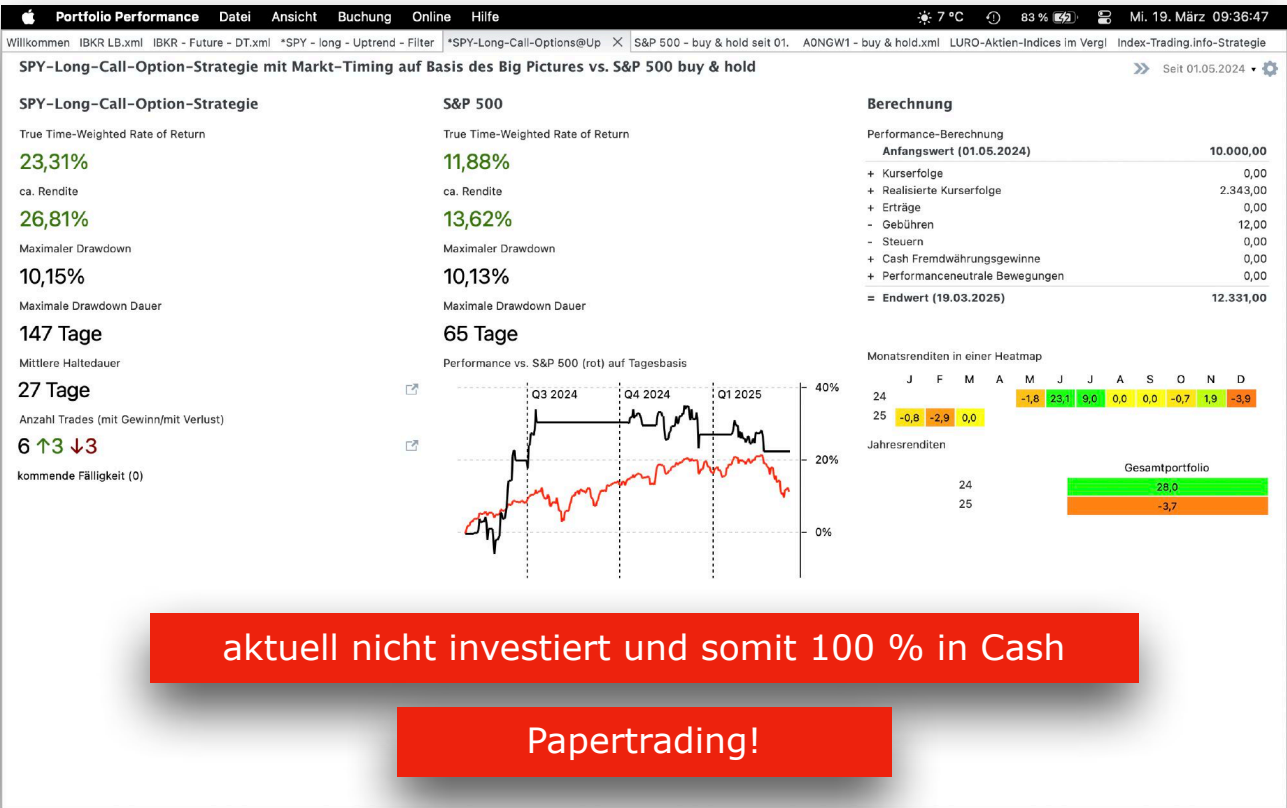 Portfolio Performance Datei Ansicht Buchung Online Hilfe 7 °C 83 % Mi. 19. März 09:36:47
Willkommen IBKR LB.xml IBKR - Future - DT.xml *SPY - long - Uptrend - Filter *SPY-Long-Call-Options@Up S&P 500 - buy & hold seit 01. A0NGW1 - buy & hold.xml LURO-Aktien-Indices im Vergl Index-Trading.info-Strategie
SPY-Long-Call-Option-Strategie mit Markt-Timing auf Basis des Big Pictures vs. S&P 500 buy & hold
Seit 01.05.2024
SPY-Long-Call-Option-Strategie
True Time-Weighted Rate of Return
23,31%
ca. Rendite
26,81%
Maximaler Drawdown
10,15%
Maximale Drawdown Dauer
147 Tage
Mittlere Haltedauer
27 Tage
Anzahl Trades (mit Gewinn/mit Verlust)
6 ↑3 ↓3
kommende Fälligkeit (0)
S&P 500
True Time-Weighted Rate of Return
11,88%
ca. Rendite
13,62%
Maximaler Drawdown
10,13%
Maximale Drawdown Dauer
65 Tage
Performance vs. S&P 500 (rot) auf Tagesbasis
Q3 2024 Q4 2024 Q1 2025
40%
20%
0%
Berechnung
Performance-Berechnung
Anfangswert (01.05.2024) 10.000,00
+ Kurserfolge 0,00
+ Realisierte Kurserfolge 2.343,00
+ Erträge 0,00
- Gebühren 12,00
- Steuern 0,00
+ Cash Fremdwährungsgewinne 0,00
+ Performanceneutrale Bewegungen 0,00
= Endwert (19.03.2025) 12.331,00
Monatsrenditen in einer Heatmap
J F M A M J J A S O N D
24 -1,8 23,1 9,0 0,0 0,0 -0,7 1,9 -3,9
25 -0,8 -2,9 0,0
Jahresrenditen
Gesamtportfolio
24 28,0
25 -3,7
aktuell nicht investiert und somit 100 % in Cash
Papertrading!